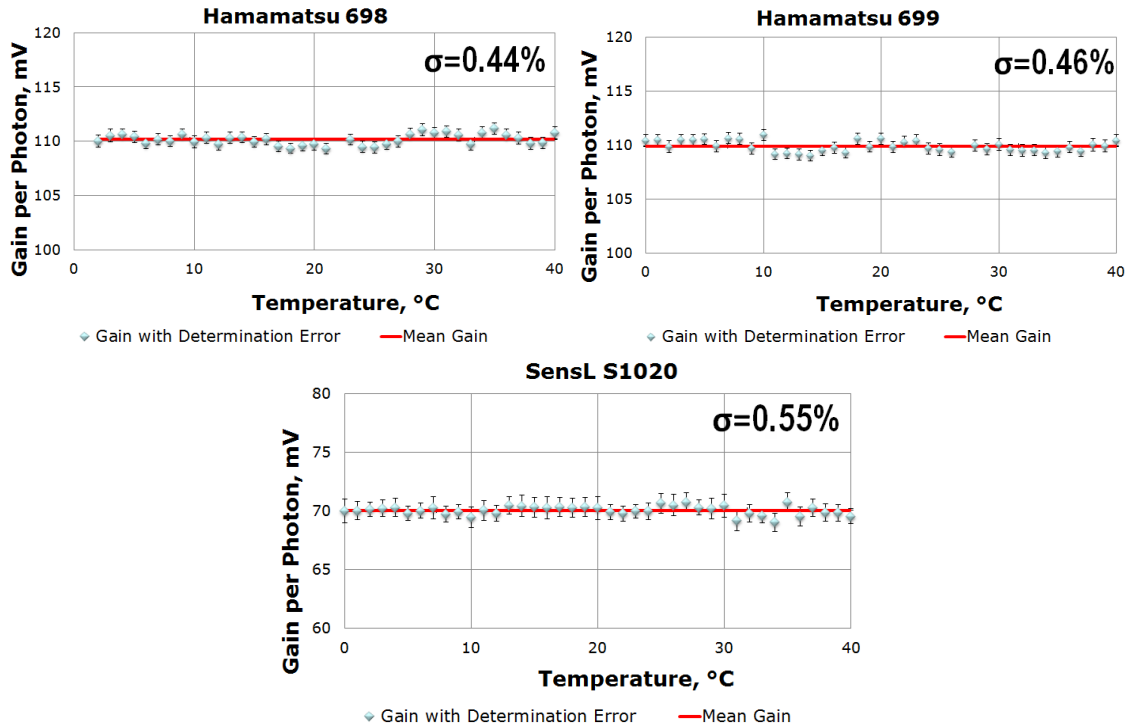 Hamamatsu 698
σ=0.44%
Gain per Photon, mV
120
115
110
105
100
0 10 20 30 40
Temperature, °C
Gain with Determination Error Mean Gain
Hamamatsu 699
σ=0.46%
Gain per Photon, mV
120
115
110
105
100
0 10 20 30 40
Temperature, °C
Gain with Determination Error Mean Gain
SensL S1020
σ=0.55%
Gain per Photon, mV
80
75
70
65
60
0 10 20 30 40
Temperature, °C
Gain with Determination Error Mean Gain